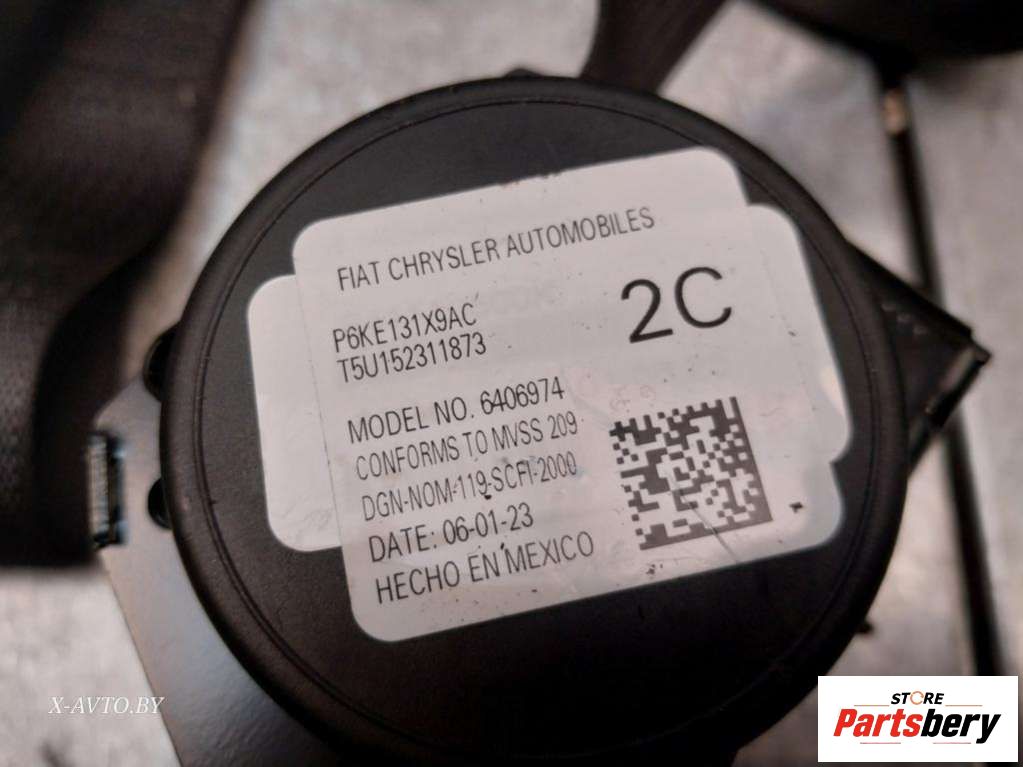 FIAT CHRYSLER AUTOMOBILES
P6KE131X9AC
2C
T5U152311873
MODEL NO. 6406974
CONFORMS TO MVSS 209
DGN-NOM-119-SCFI-2000
DATE: 06-01-23
HECHO EN MEXICO
X-AVTO.BY
STORE
Partsbery